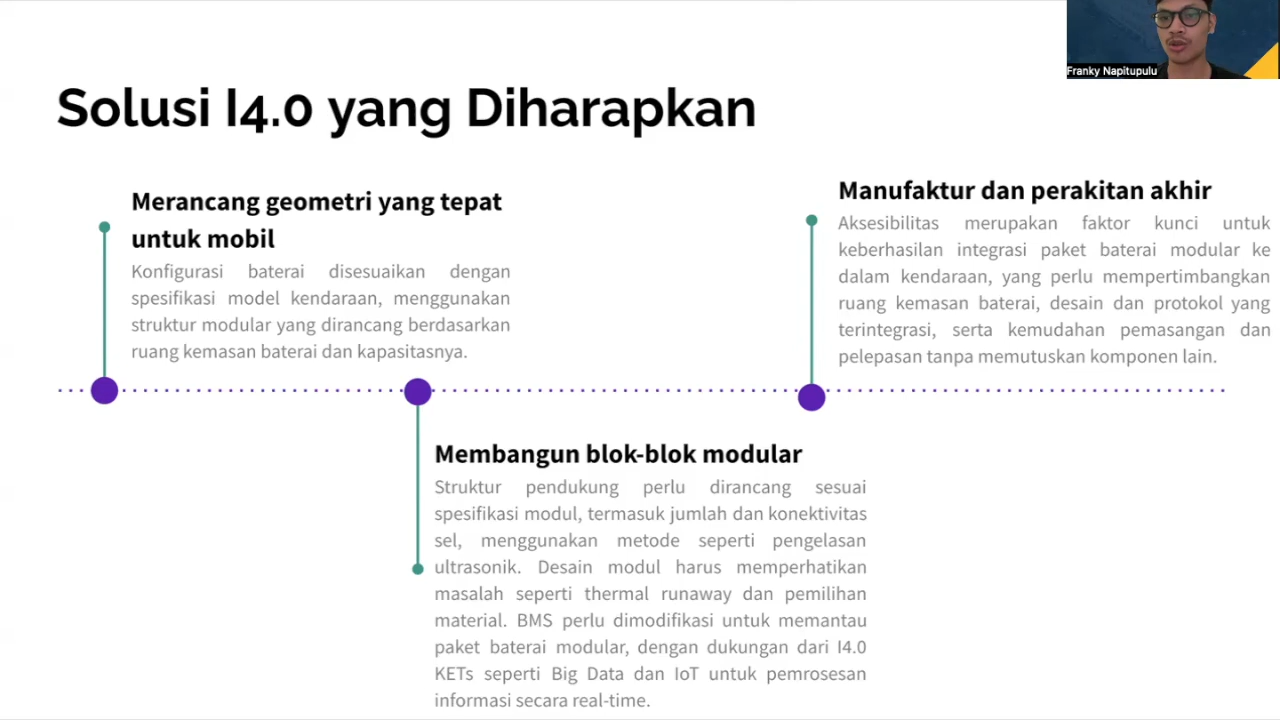 Franky Napitupulu
Solusi I4.0 yang Diharapkan
Merancang geometri yang tepat
untuk mobil
Konfigurasi baterai disesuaikan dengan
spesifikasi model kendaraan, menggunakan
struktur modular yang dirancang berdasarkan
ruang kemasan baterai dan kapasitasnya.
Membangun blok-blok modular
Struktur pendukung perlu dirancang sesuai
spesifikasi modul, termasuk jumlah dan konektivitas
sel, menggunakan metode seperti pengelasan
ultrasonik. Desain modul harus memperhatikan
masalah seperti thermal runaway dan pemilihan
material. BMS perlu dimodifikasi untuk memantau
paket baterai modular, dengan dukungan dari I4.0
KETs seperti Big Data dan IoT untuk pemrosesan
informasi secara real-time.
Manufaktur dan perakitan akhir
Aksesibilitas merupakan faktor kunci untuk
keberhasilan integrasi paket baterai modular ke
dalam kendaraan, yang perlu mempertimbangkan
ruang kemasan baterai, desain dan protokol yang
terintegrasi, serta kemudahan pemasangan dan
pelepasan tanpa memutuskan komponen lain.